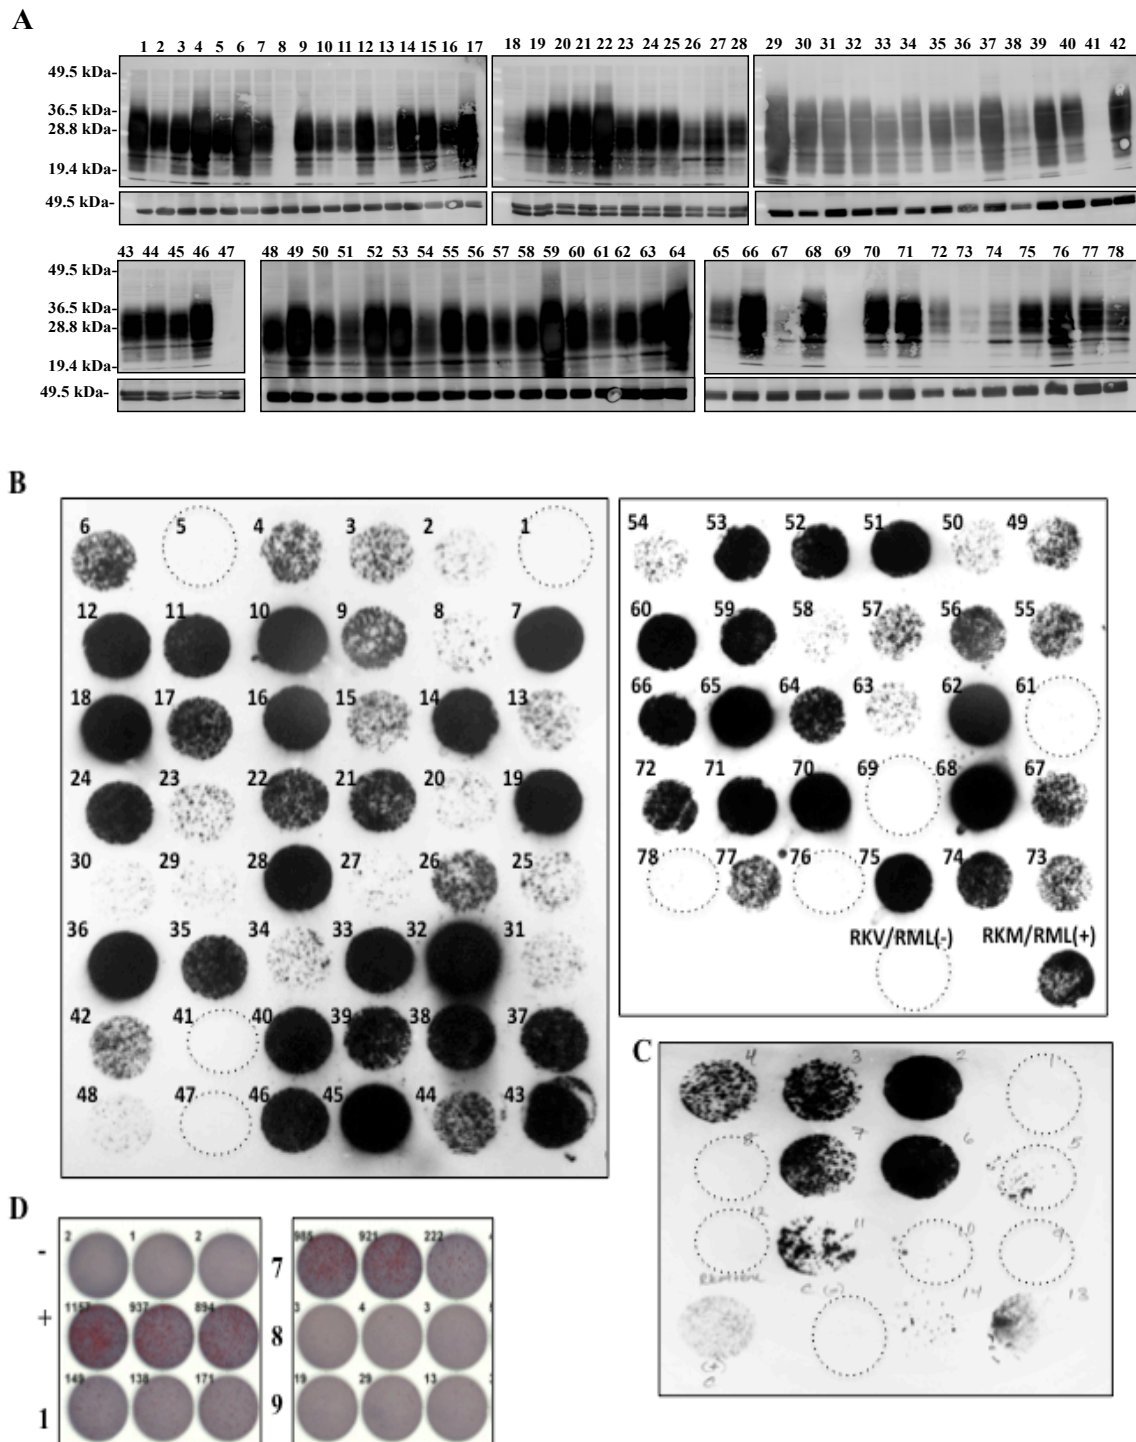 A
1 2 3 4 5 6 7 8 9 10 11 12 13 14 15 16 17 18 19 20 21 22 23 24 25 26 27 28 29 30 31 32 33 34 35 36 37 38 39 40 41 42
49.5 kDa-
36.5 kDa-
28.8 kDa-
19.4 kDa-
49.5 kDa-
43 44 45 46 47 48 49 50 51 52 53 54 55 56 57 58 59 60 61 62 63 64 65 66 67 68 69 70 71 72 73 74 75 76 77 78
49.5 kDa-
36.5 kDa-
28.8 kDa-
19.4 kDa-
49.5 kDa-
B
6 5 4 3 2 1
12 11 10 9 8 7
18 17 16 15 14 13
24 23 22 21 20 19
30 29 28 27 26 25
36 35 34 33 32 31
42 41 40 39 38 37
48 47 46 45 44 43
54 53 52 51 50 49
60 59 58 57 56 55
66 65 64 63 62 61
72 71 70 69 68 67
78 77 76 75 74 73
RKV/RML(-) RKM/RML(+)
C
4 3 2 1
8 7 6 5
12 11 10 9
14 13
D
- 2 1 2
+ 1157 937 894
1 149 138 171
7 985 921 222
8 3 4 3
9 19 29 13